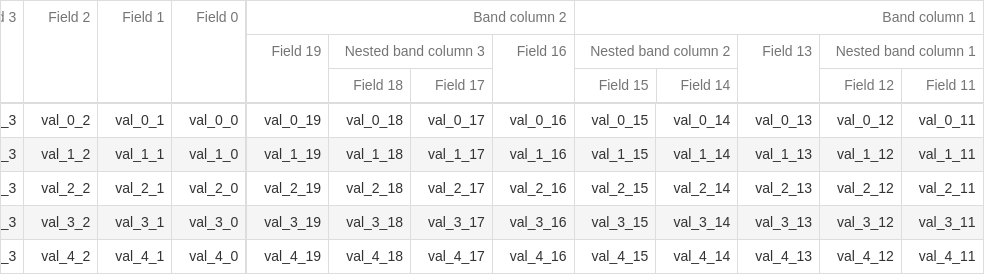 d 3 Field 2 Field 1 Field 0 Band column 2 Band column 1
Field 19 Nested band column 3 Field 16 Nested band column 2 Field 13 Nested band column 1
Field 18 Field 17 Field 15 Field 14 Field 12 Field 11
_3 val_0_2 val_0_1 val_0_0 val_0_19 val_0_18 val_0_17 val_0_16 val_0_15 val_0_14 val_0_13 val_0_12 val_0_11
_3 val_1_2 val_1_1 val_1_0 val_1_19 val_1_18 val_1_17 val_1_16 val_1_15 val_1_14 val_1_13 val_1_12 val_1_11
_3 val_2_2 val_2_1 val_2_0 val_2_19 val_2_18 val_2_17 val_2_16 val_2_15 val_2_14 val_2_13 val_2_12 val_2_11
_3 val_3_2 val_3_1 val_3_0 val_3_19 val_3_18 val_3_17 val_3_16 val_3_15 val_3_14 val_3_13 val_3_12 val_3_11
_3 val_4_2 val_4_1 val_4_0 val_4_19 val_4_18 val_4_17 val_4_16 val_4_15 val_4_14 val_4_13 val_4_12 val_4_11